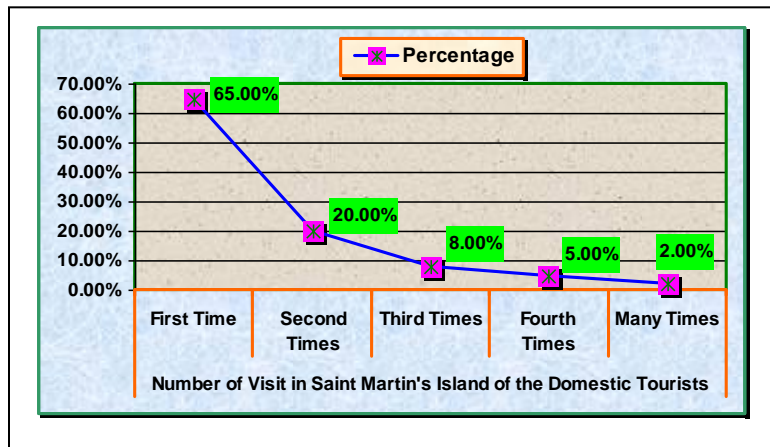 Percentage
70.00%
60.00%
50.00%
40.00%
30.00%
20.00%
10.00%
0.00%
65.00%
20.00%
8.00%
5.00%
2.00%
First Time
Second Times
Third Times
Fourth Times
Many Times
Number of Visit in Saint Martin's Island of the Domestic Tourists